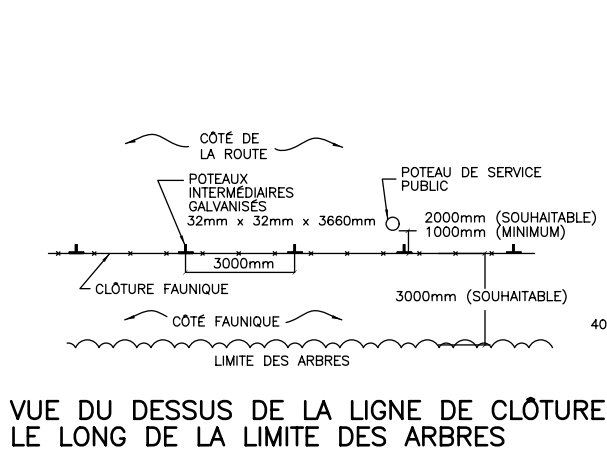 CÔTÉ DE
LA ROUTE
POTEAUX
INTERMÉDIAIRES
GALVANISÉS
32mm x 32mm x 3660mm
POTEAU DE SERVICE
PUBLIC
2000mm (SOUHAITABLE)
1000mm (MINIMUM)
3000mm
CLÔTURE FAUNIQUE
3000mm (SOUHAITABLE)
CÔTÉ FAUNIQUE
40
LIMITE DES ARBRES
VUE DU DESSUS DE LA LIGNE DE CLÔTURE
LE LONG DE LA LIMITE DES ARBRES